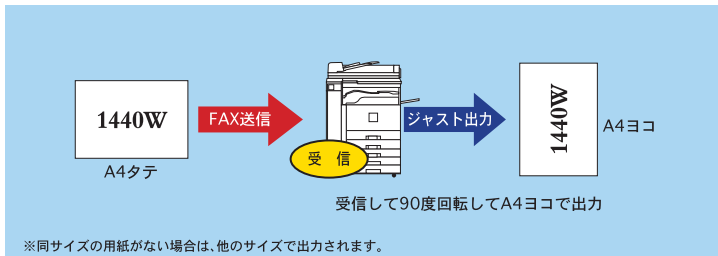 1440W
A4タテ
FAX送信
受 信
ジャスト出力
1440W
A4ヨコ
受信して90度回転してA4ヨコで出力
※同サイズの用紙がない場合は、他のサイズで出力されます。